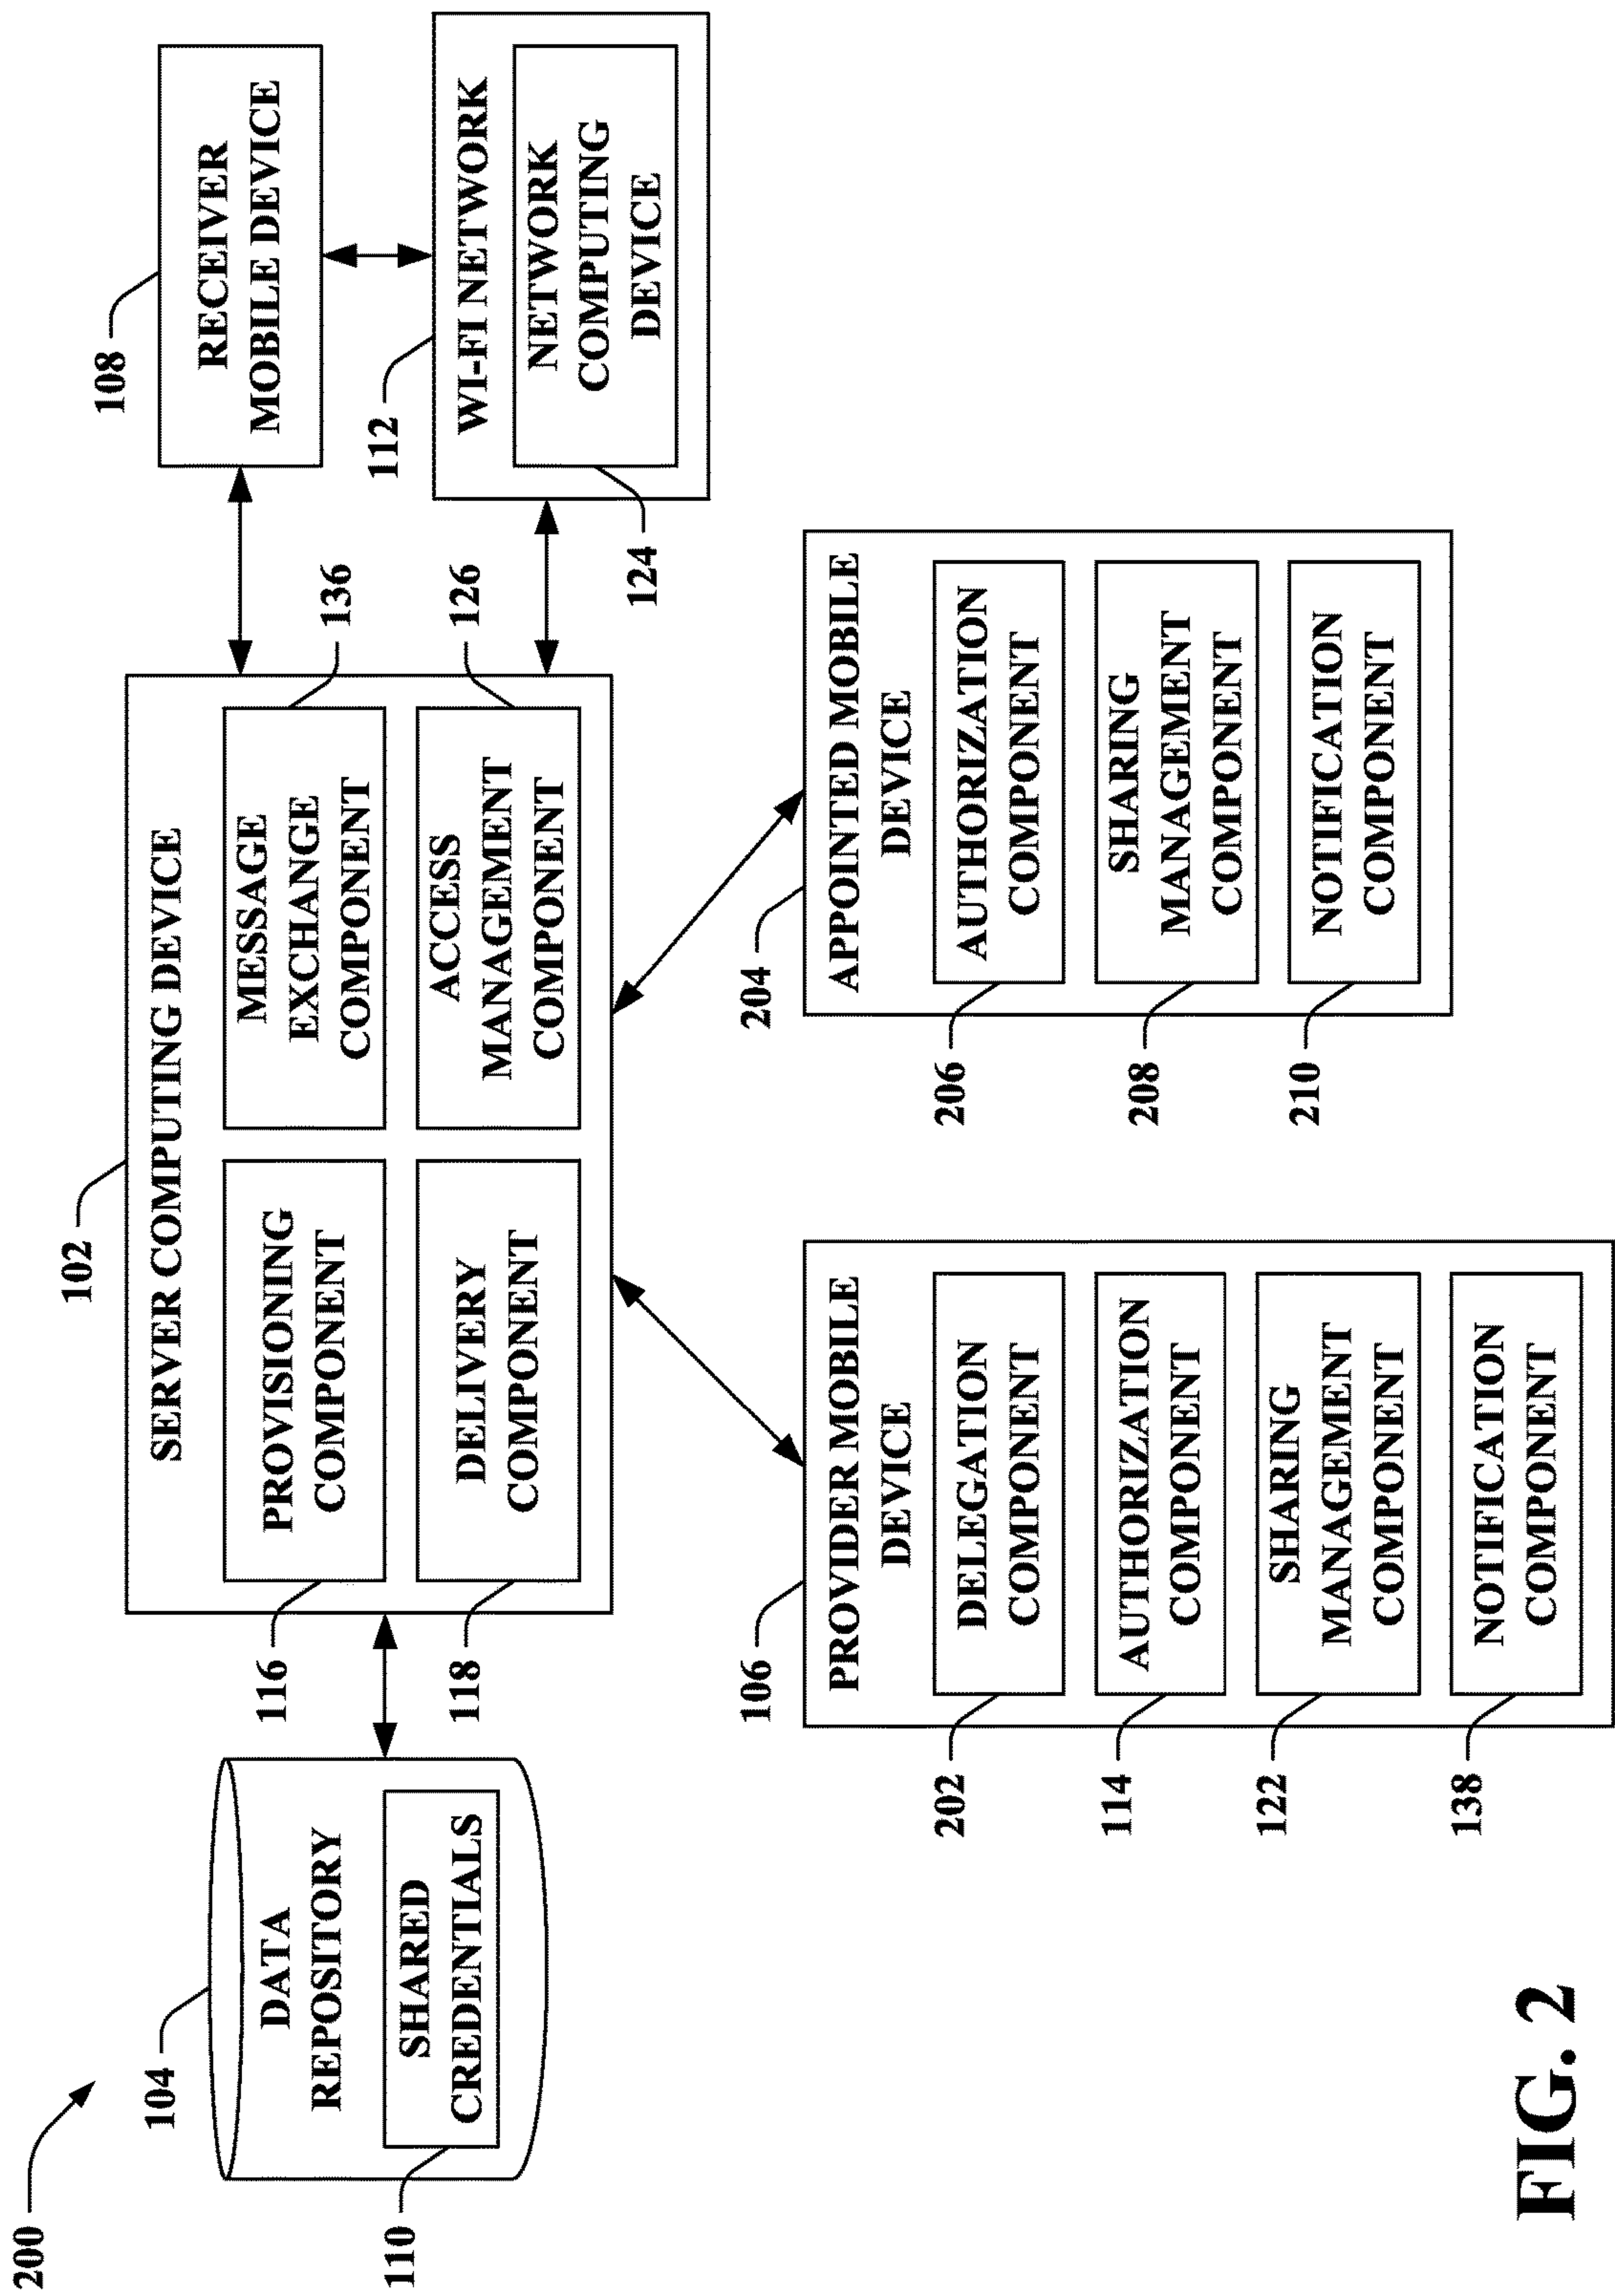 200
104
DATA
REPOSITORY
SHARED
CREDENTIALS
110
102
SERVER COMPUTING DEVICE
PROVISIONING
COMPONENT
116
MESSAGE
EXCHANGE
COMPONENT
136
DELIVERY
COMPONENT
118
ACCESS
MANAGEMENT
COMPONENT
126
108
RECEIVER
MOBILE DEVICE
112
WI-FI NETWORK
NETWORK
COMPUTING
DEVICE
124
106
PROVIDER MOBILE
DEVICE
202
DELEGATION
COMPONENT
114
AUTHORIZATION
COMPONENT
122
SHARING
MANAGEMENT
COMPONENT
138
NOTIFICATION
COMPONENT
204
APPOINTED MOBILE
DEVICE
206
AUTHORIZATION
COMPONENT
208
SHARING
MANAGEMENT
COMPONENT
210
NOTIFICATION
COMPONENT
FIG. 2